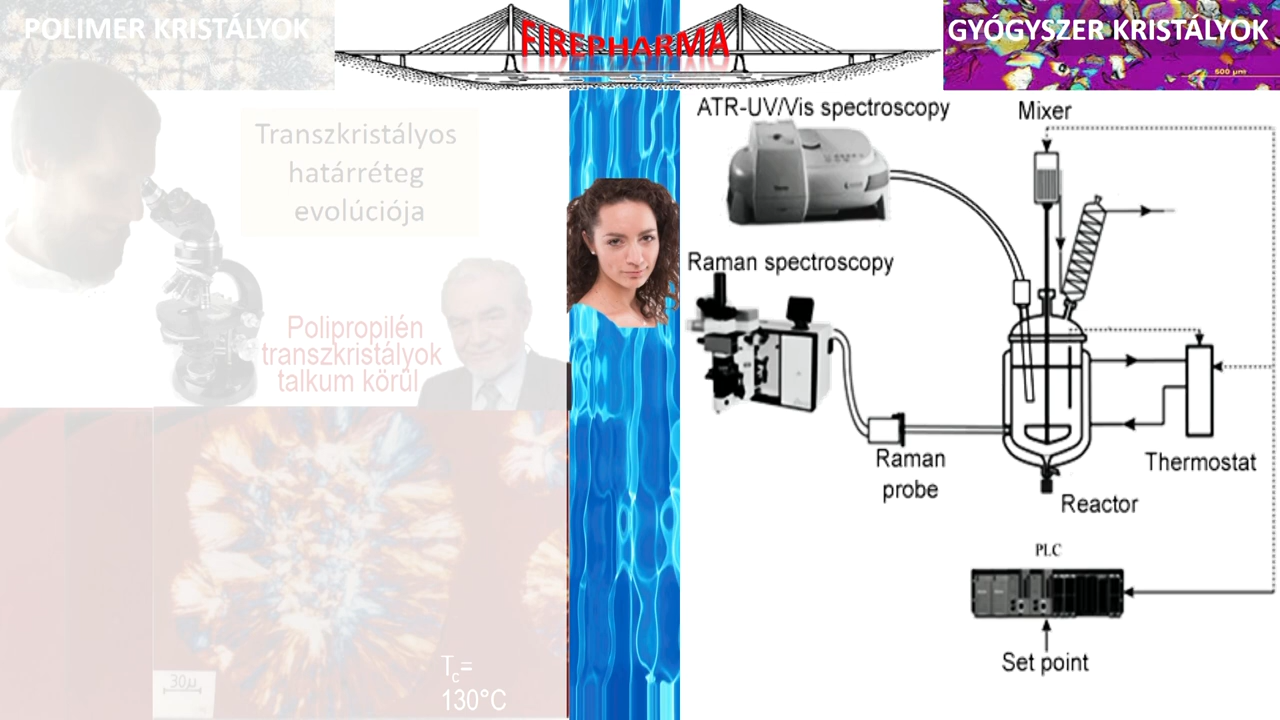 POLIMER KRISTÁLYOK
FIREPHARMA
GYÓGYSZER KRISTÁLYOK
500 µm
Transzkristályos
határréteg
evolúciója
Polipropilén
transzkristályok
talkum körül
30µ
Tc=
130°C
ATR-UV/Vis spectroscopy
Mixer
Raman spectroscopy
Raman
probe
Thermostat
Reactor
PLC
Set point